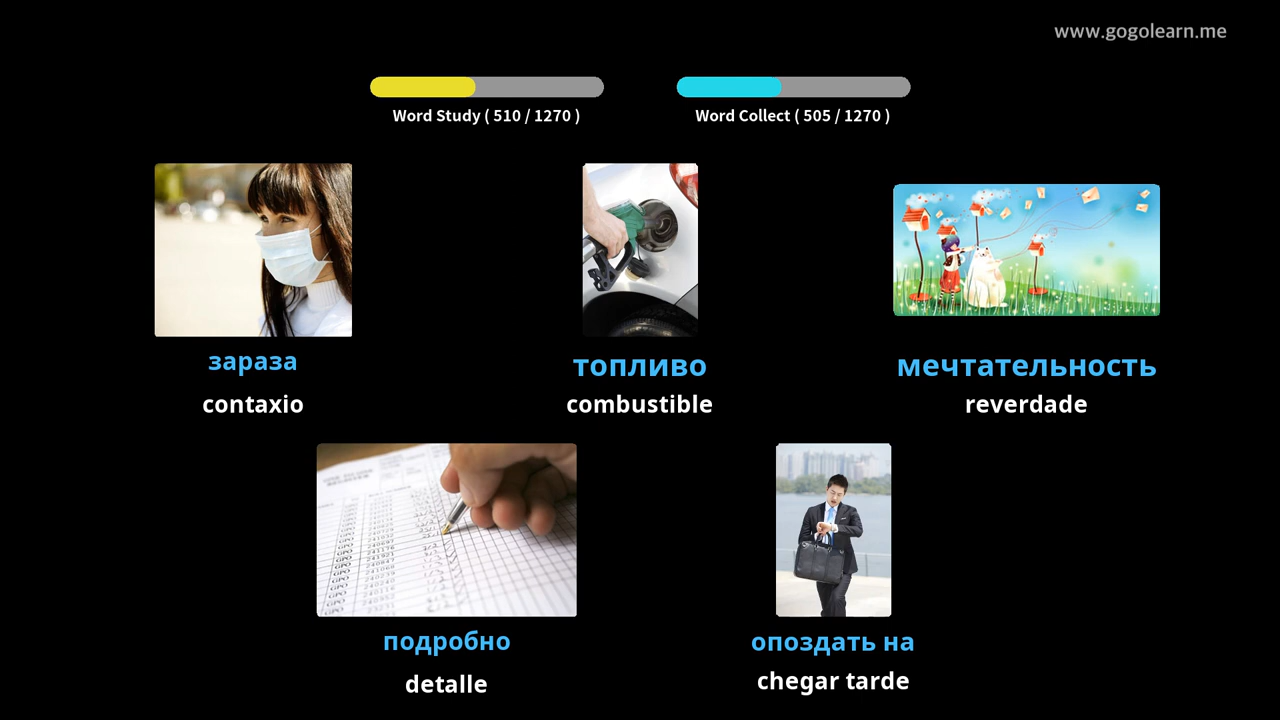 www.gogolearn.me
Word Study ( 510 / 1270 )
Word Collect ( 505 / 1270 )
зараза
contaxio
топливо
combustible
мечтательность
reverdade
подробно
detalle
опоздать на
chegar tarde